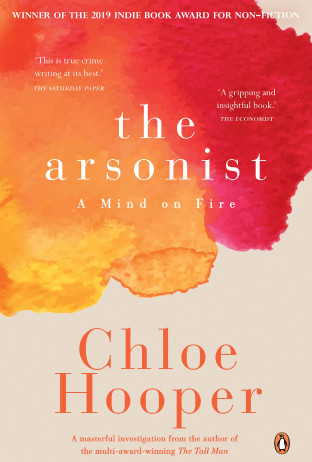 WINNER OF THE 2019 INDIE BOOK AWARD FOR NON-FICTION
'This is true crime
writing at its best.'
THE SATURDAY PAPER
'A gripping and
insightful book.'
THE ECONOMIST
the
arsonist
A Mind on Fire
Chloe
Hooper
A masterful investigation from the author of
the multi-award-winning The Tall Man